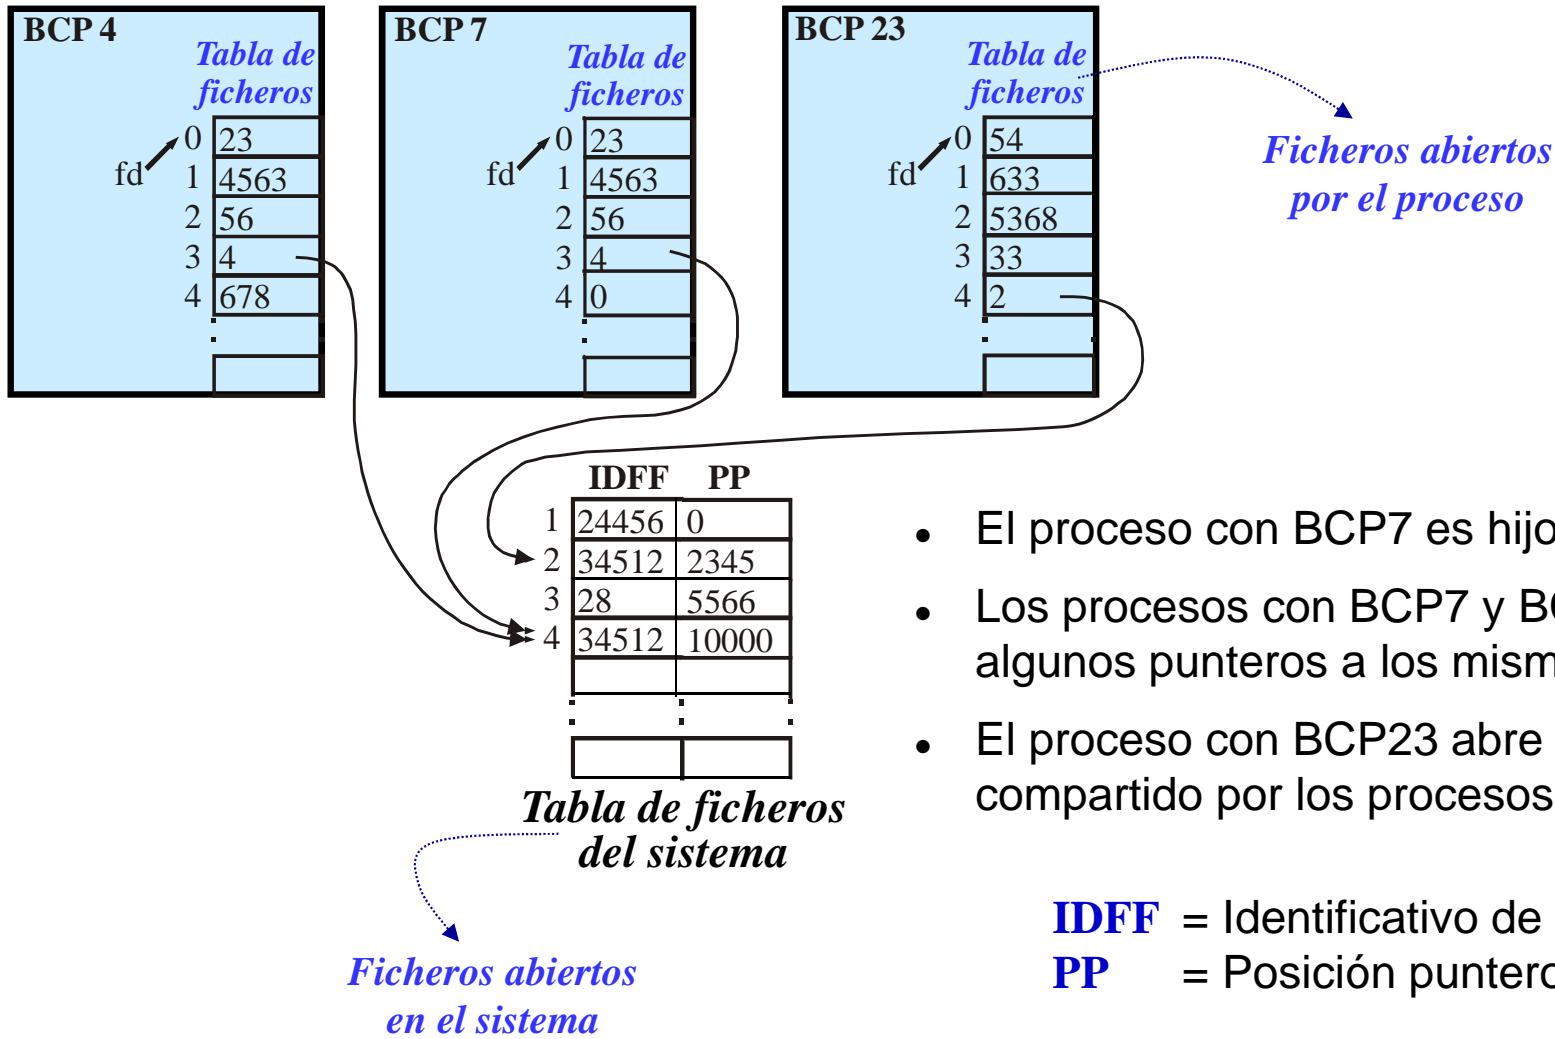 BCP 4
Tabla de
ficheros
fd
0 23
1 4563
2 56
3 4
4 678
BCP 7
Tabla de
ficheros
fd
0 23
1 4563
2 56
3 4
4 0
BCP 23
Tabla de
ficheros
fd
0 54
1 633
2 5368
3 33
4 2
Ficheros abiertos
por el proceso
IDFF PP
1 24456 0
2 34512 2345
3 28 5566
4 34512 10000
Tabla de ficheros
del sistema
Ficheros abiertos
en el sistema
• El proceso con BCP7 es hijo
• Los procesos con BCP7 y
algunos punteros a los
• El proceso con BCP23 abre
compartido por los procesos
IDFF = Identificativo de
PP = Posición puntero